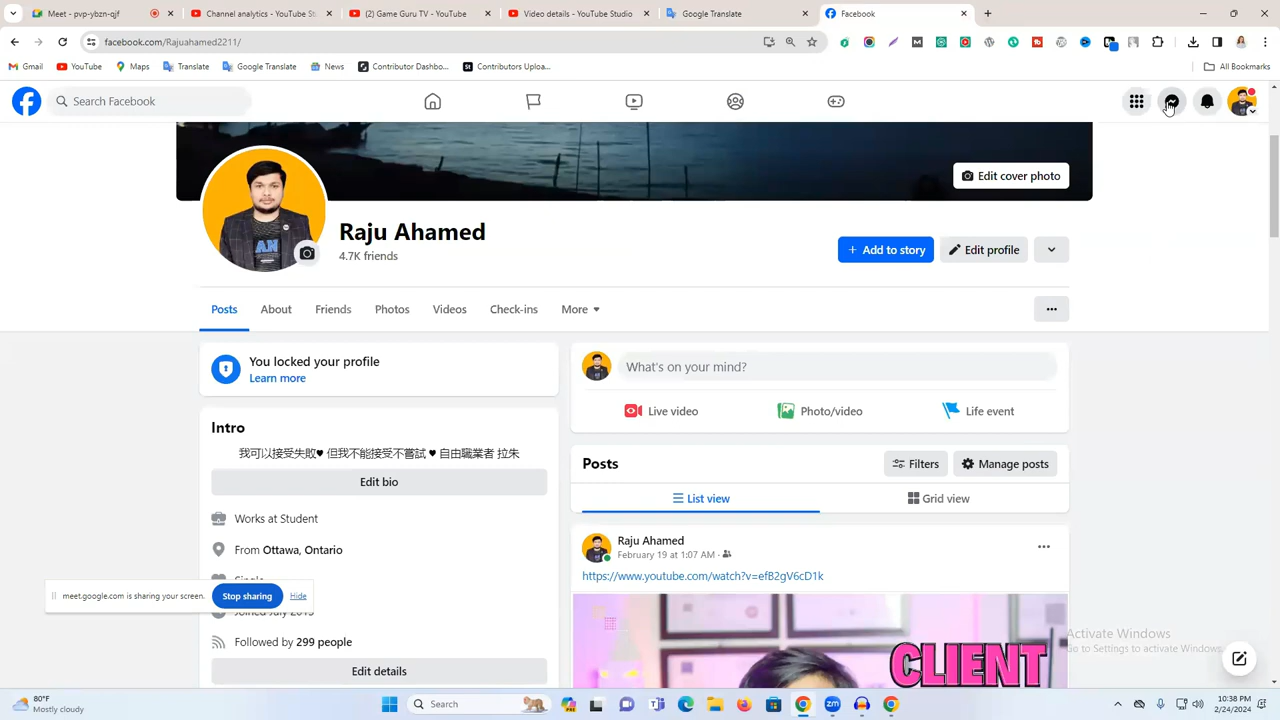 Meet - pvp-pzqn-qjf
Channel analytics - YouTube St
(2) Game Guru TV - YouTube
Video details - YouTube Studio
Google Translate
Facebook
facebook.com/Rajuahamed2211/
Gmail
YouTube
Maps
Translate
Google Translate
News
Contributor Dashbo...
Contributors Uploa...
All Bookmarks
Search Facebook
Edit cover photo
Raju Ahamed
4.7K friends
Add to story
Edit profile
Posts
About
Friends
Photos
Videos
Check-ins
More
You locked your profile
Learn more
What's on your mind?
Live video
Photo/video
Life event
Intro
我可以接受失敗♥ 但我不能接受不嘗試 ♥ 自由職業者 拉朱
Edit bio
Works at Student
From Ottawa, Ontario
Single
meet.google.com is sharing your screen.
Stop sharing
Hide
Followed by 299 people
Edit details
Posts
Filters
Manage posts
List view
Grid view
Raju Ahamed
February 19 at 1:07 AM ·
https://www.youtube.com/watch?v=efB2gV6cD1k
CLIENT
Activate Windows
Go to Settings to activate Windows.
80°F
Mostly cloudy
Search
10:38 PM
2/24/2024